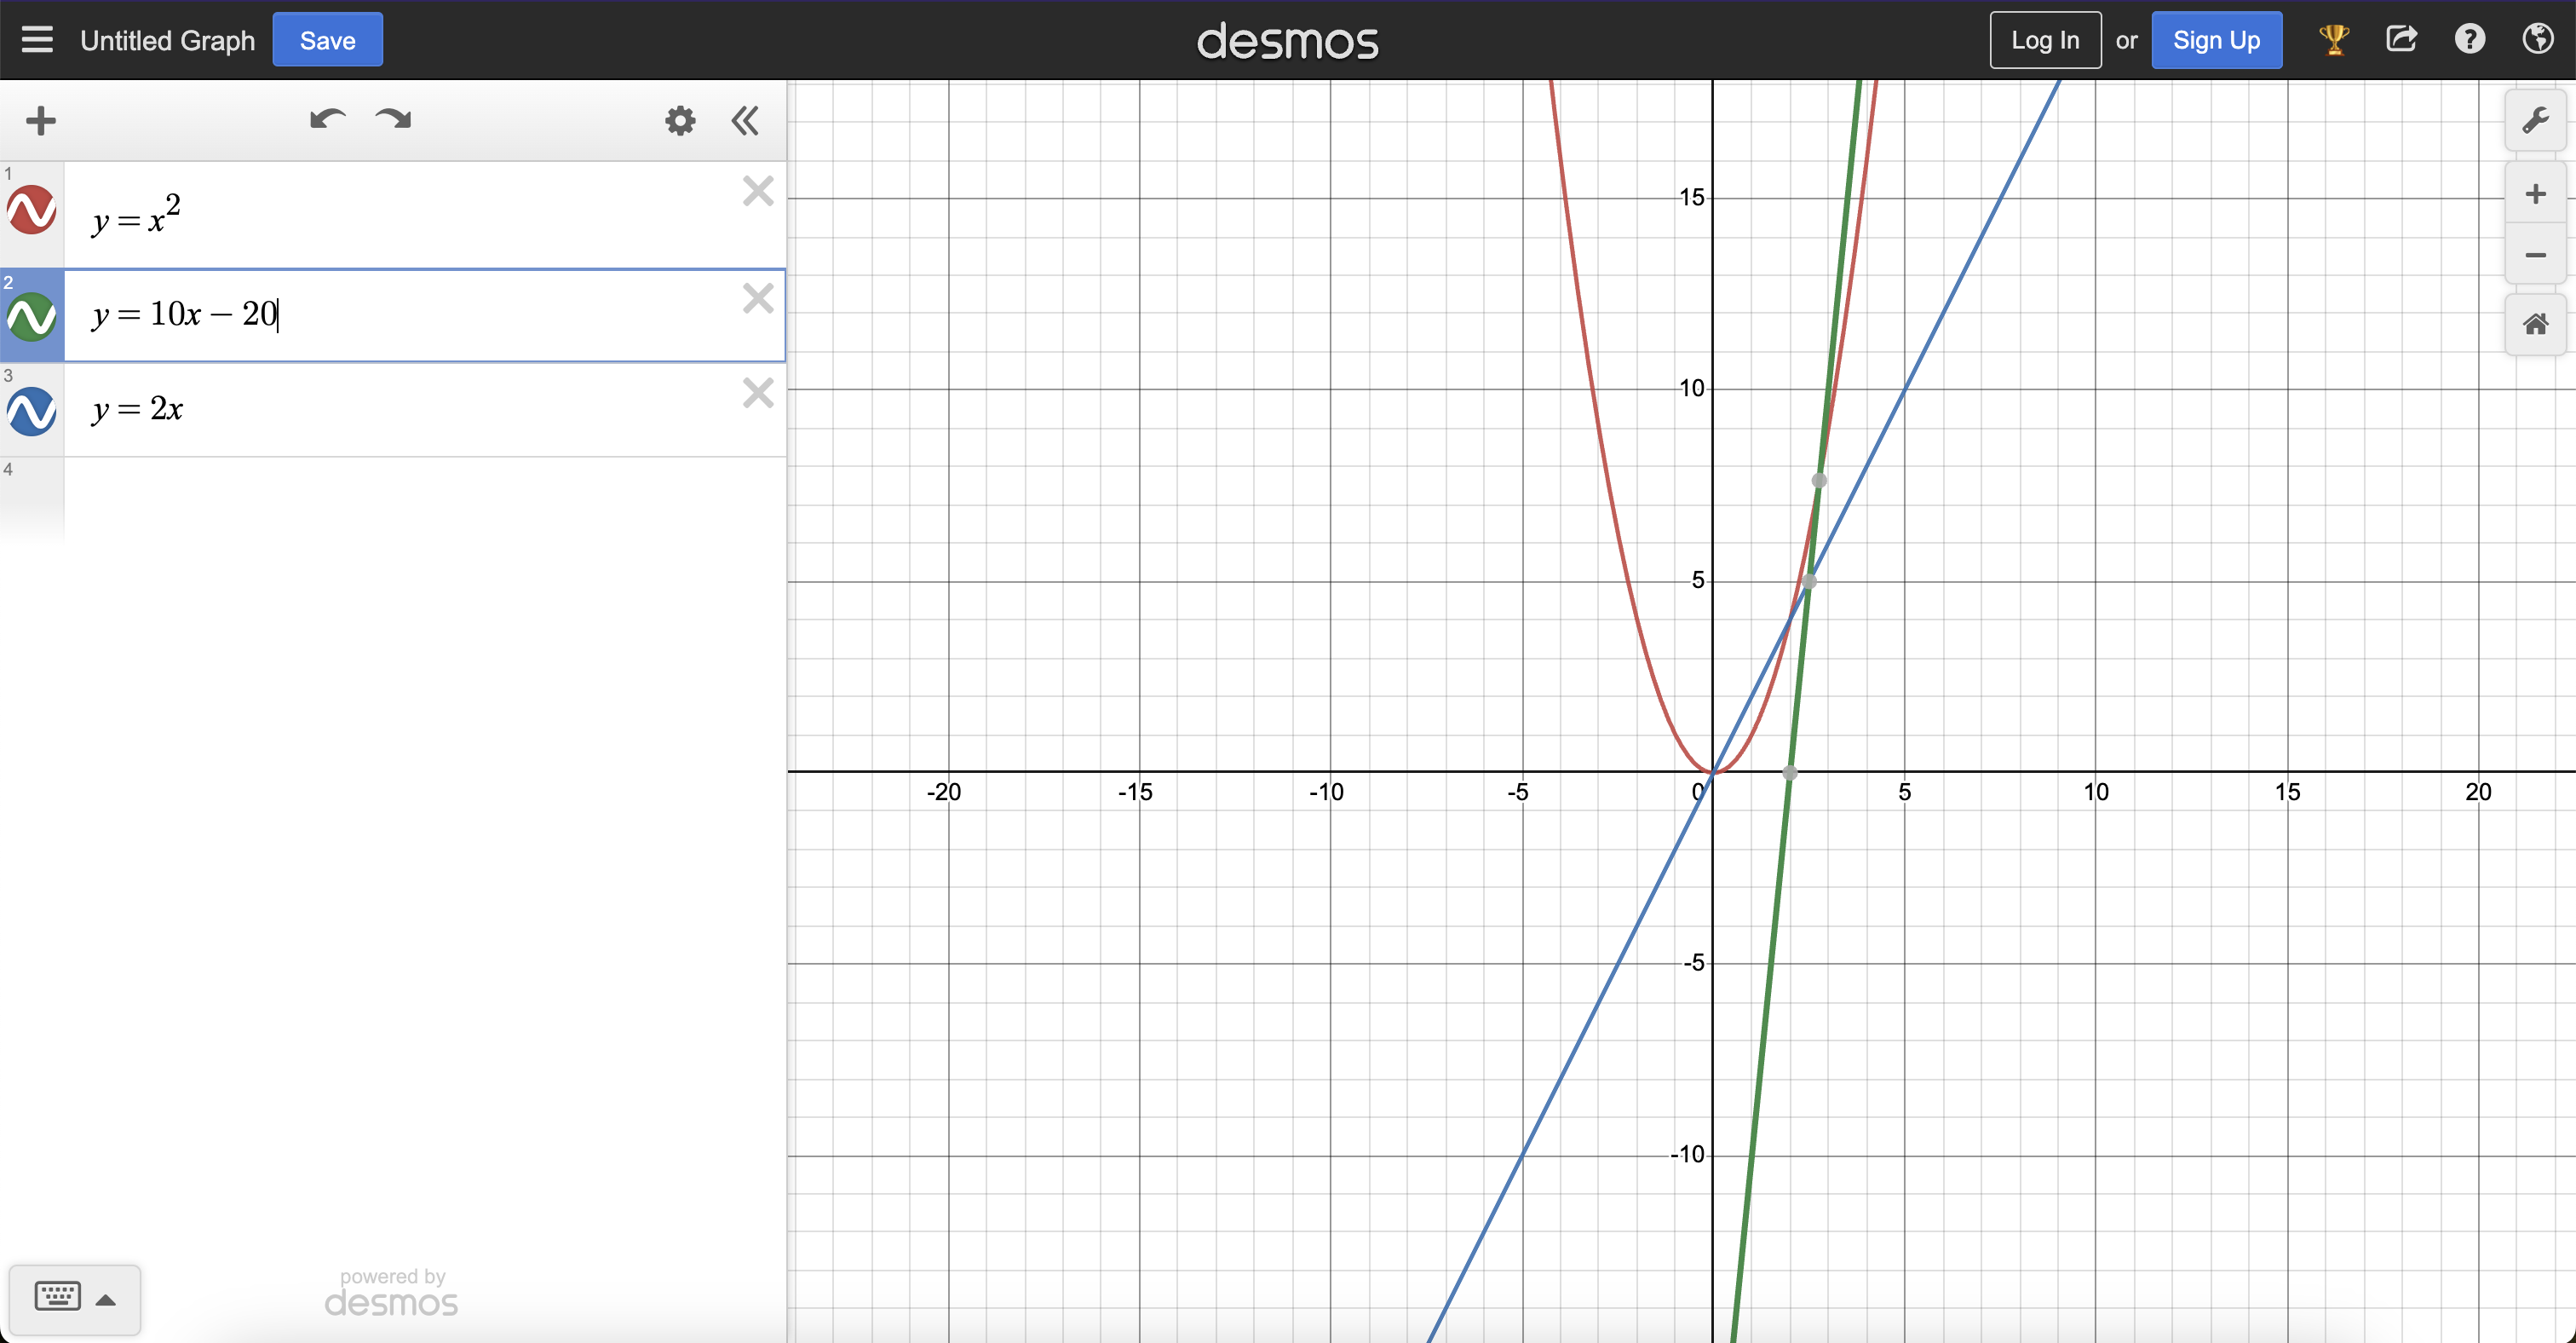 Untitled Graph Save desmos Log In or Sign Up
1
y = x²
2
y = 10x − 20
3
y = 2x
4
15
10
5
-20 -15 -10 -5 0 5 10 15 20
-5
-10
powered by
desmos